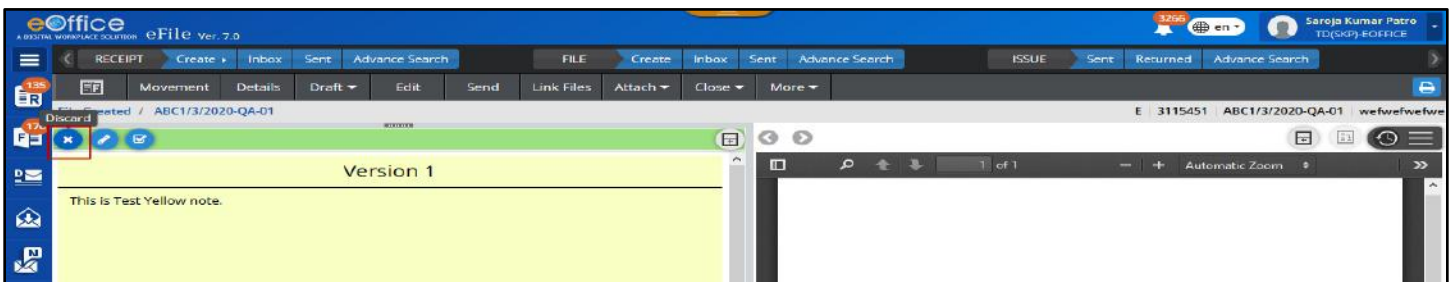 eOffice
A DIGITAL WORKPLACE SOLUTION
eFile Ver. 7.0
3266
en
Saroja Kumar Patro
TD(SKP)-EOFFICE
RECEIPT Create Inbox Sent Advance Search FILE Create Inbox Sent Advance Search ISSUE Sent Returned Advance Search
135
R
Movement Details Draft Edit Send Link Files Attach Close More
Created / ABC1/3/2020-QA-01
E 3115451 ABC1/3/2020-QA-01 wefwefwefwe
Discard
F
Version 1
1 of 1
Automatic Zoom
D
This is Test Yellow note.
N